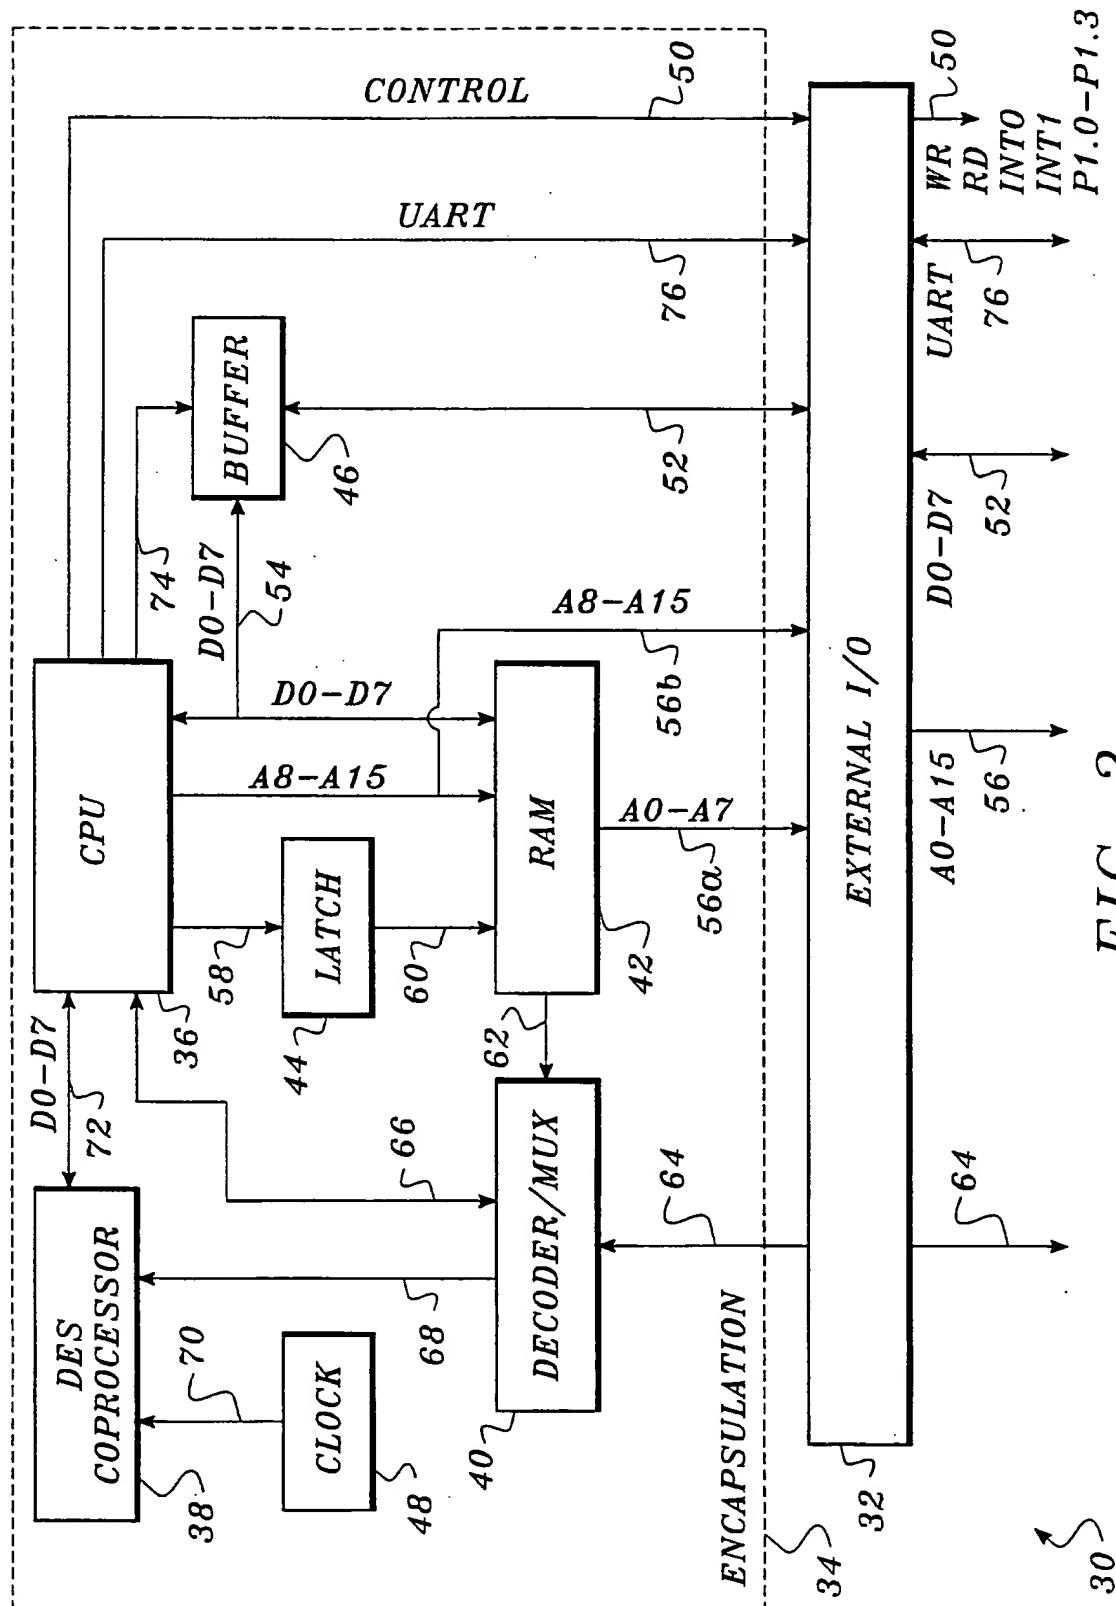 D0-D7
DES
COPROCESSOR
72
CPU
CONTROL
38
36
74
70
58
UART
D0-D7
BUFFER
A8-A15
D0-D7
54
CLOCK
44
LATCH
46
48
66
68
60
62
40
DECODER/MUX
RAM
42
A8-A15
A0-A7
64
56a
56b
52
76
50
ENCAPSULATION
34
32
EXTERNAL I/O
64
A0-A15
56
D0-D7
52
UART
76
WR
50
RD
INT0
INT1
P1.0-P1.3
30
FIG.